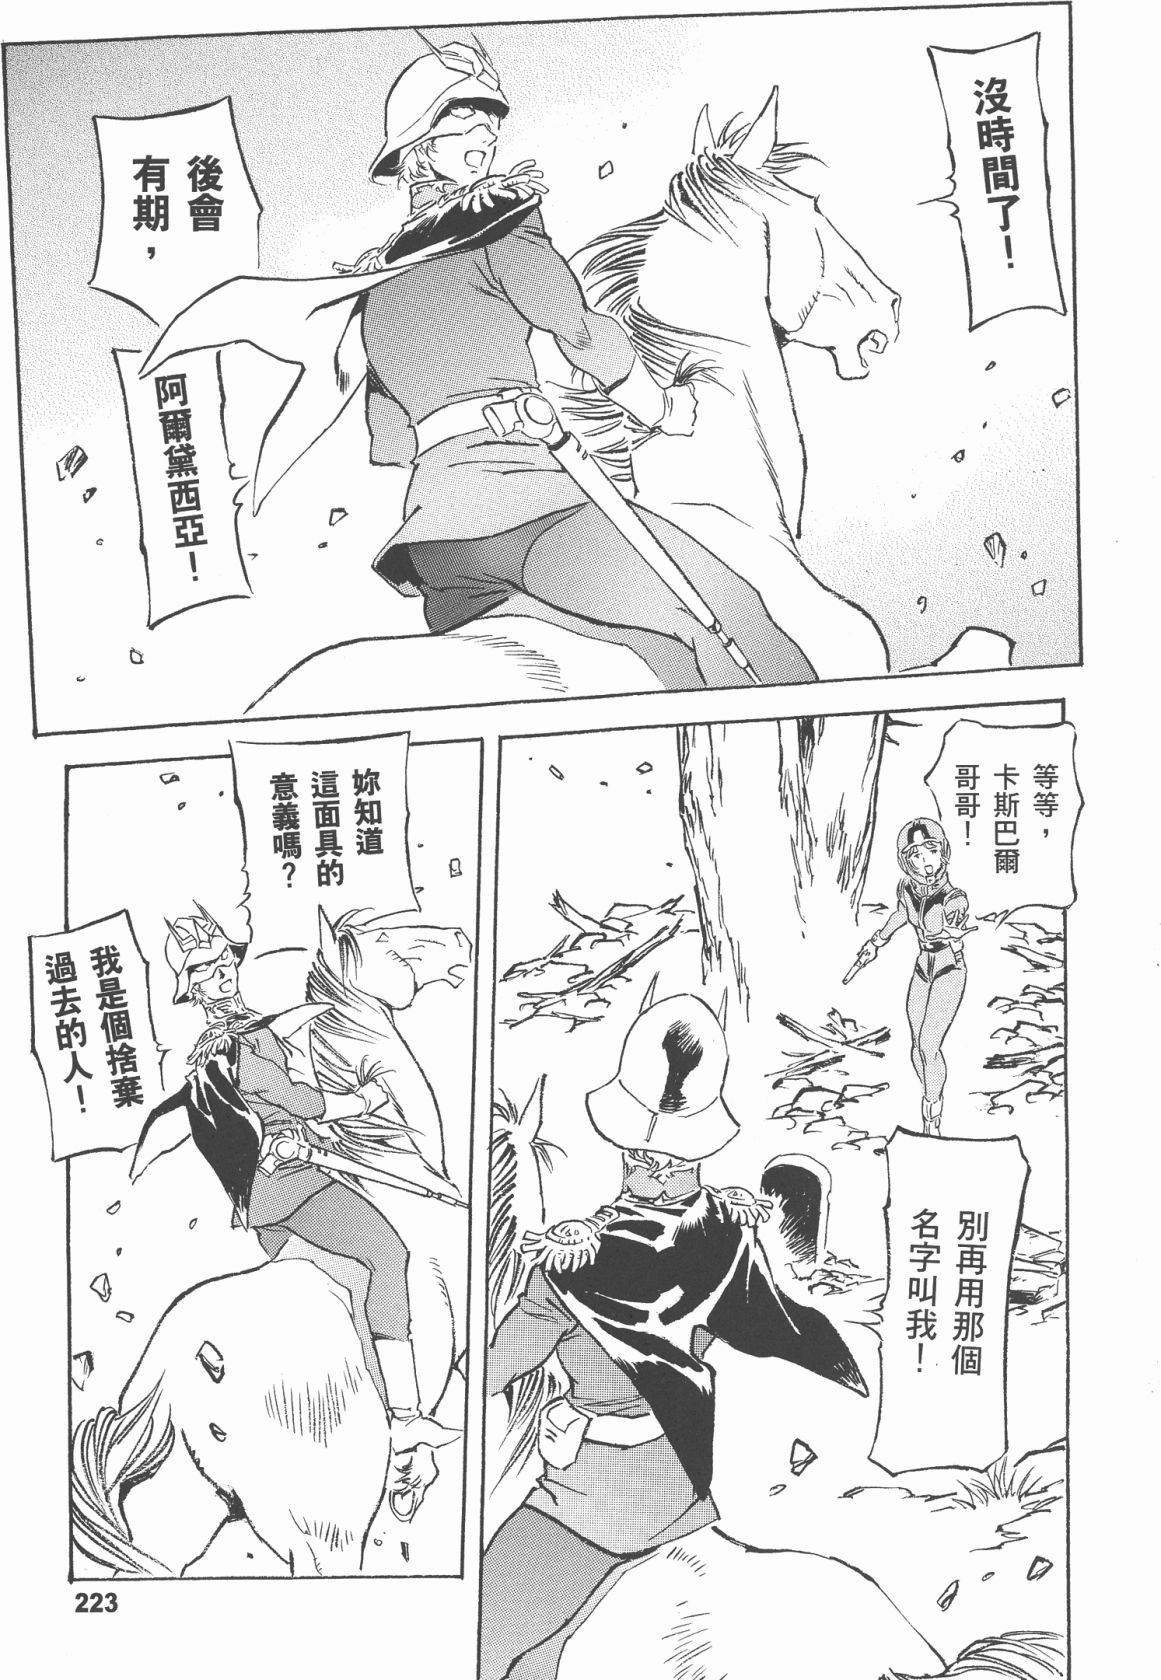 沒時間了！
後會
有期，
阿爾黛西亞！
等等，
卡斯巴爾
哥哥！
別再用那個
名字叫我！
妳知道
這面具的
意義嗎？
我是個捨棄
過去的人！
223